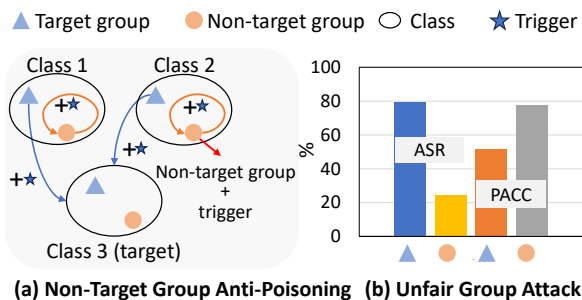 Target group Non-target group Class Trigger
Class 1 Class 2
+ +
+
+
Non-target group
+
trigger
Class 3 (target)
100
80
60
40
20
0
%
ASR
PACC
(a) Non-Target Group Anti-Poisoning (b) Unfair Group Attack